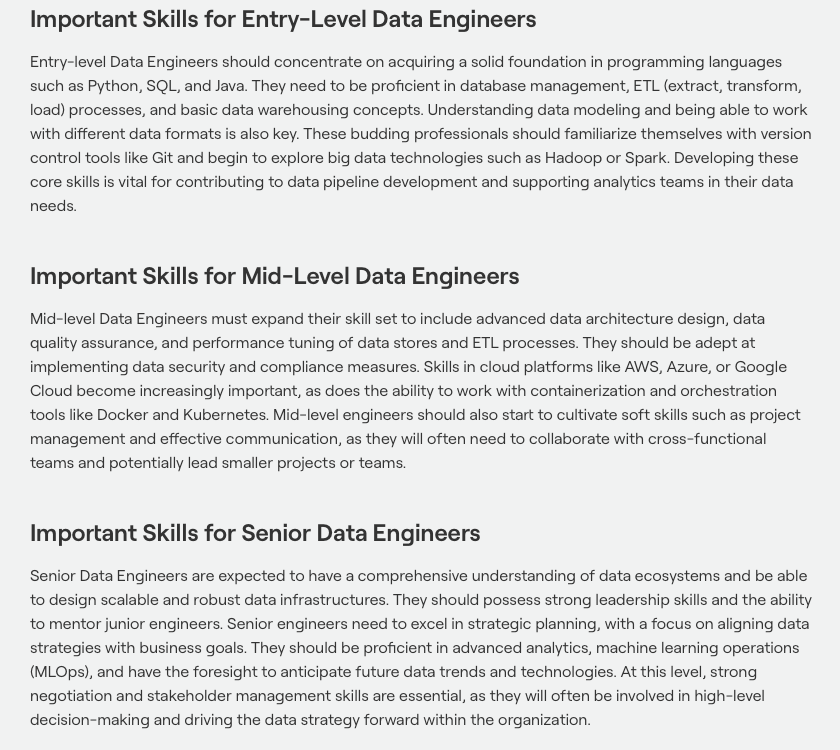 Important Skills for Entry-Level Data Engineers
Entry-level Data Engineers should concentrate on acquiring a solid foundation in programming languages
such as Python, SQL, and Java. They need to be proficient in database management, ETL (extract, transform,
load) processes, and basic data warehousing concepts. Understanding data modeling and being able to work
with different data formats is also key. These budding professionals should familiarize themselves with version
control tools like Git and begin to explore big data technologies such as Hadoop or Spark. Developing these
core skills is vital for contributing to data pipeline development and supporting analytics teams in their data
needs.
Important Skills for Mid-Level Data Engineers
Mid-level Data Engineers must expand their skill set to include advanced data architecture design, data
quality assurance, and performance tuning of data stores and ETL processes. They should be adept at
implementing data security and compliance measures. Skills in cloud platforms like AWS, Azure, or Google
Cloud become increasingly important, as does the ability to work with containerization and orchestration
tools like Docker and Kubernetes. Mid-level engineers should also start to cultivate soft skills such as project
management and effective communication, as they will often need to collaborate with cross-functional
teams and potentially lead smaller projects or teams.
Important Skills for Senior Data Engineers
Senior Data Engineers are expected to have a comprehensive understanding of data ecosystems and be able
to design scalable and robust data infrastructures. They should possess strong leadership skills and the ability
to mentor junior engineers. Senior engineers need to excel in strategic planning, with a focus on aligning data
strategies with business goals. They should be proficient in advanced analytics, machine learning operations
(MLOps), and have the foresight to anticipate future data trends and technologies. At this level, strong
negotiation and stakeholder management skills are essential, as they will often be involved in high-level
decision-making and driving the data strategy forward within the organization.